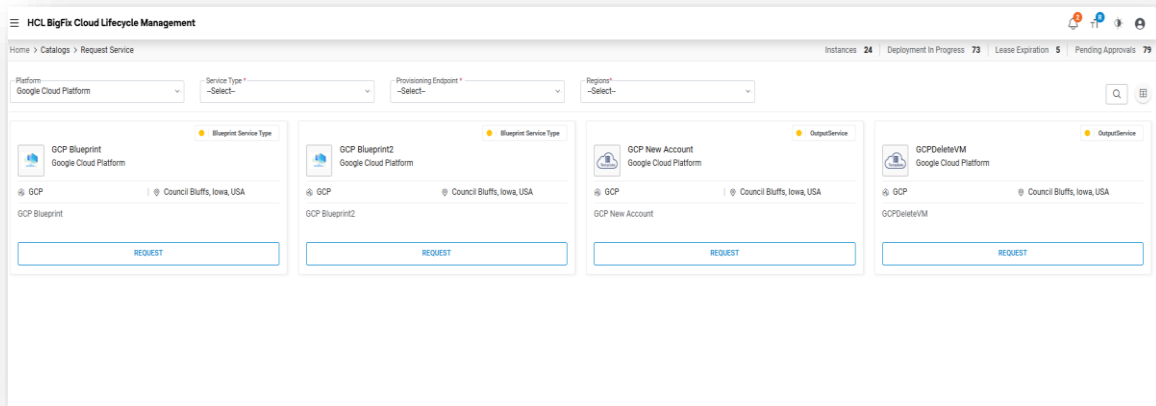 HCL BigFix Cloud Lifecycle Management
2
8
Home > Catalogs > Request Service
Instances 24 Deployment In Progress 73 Lease Expiration 5 Pending Approvals 79
Platform
Google Cloud Platform
Service Type *
--Select--
Provisioning Endpoint *
--Select--
Regions*
--Select--
Blueprint Service Type
GCP Blueprint
Google Cloud Platform
GCP
Council Bluffs, Iowa, USA
GCP Blueprint
REQUEST
Blueprint Service Type
GCP Blueprint2
Google Cloud Platform
GCP
Council Bluffs, Iowa, USA
GCP Blueprint2
REQUEST
OutputService
GCP New Account
Google Cloud Platform
GCP
Council Bluffs, Iowa, USA
GCP New Account
REQUEST
OutputService
GCPDeleteVM
Google Cloud Platform
GCP
Council Bluffs, Iowa, USA
GCPDeleteVM
REQUEST